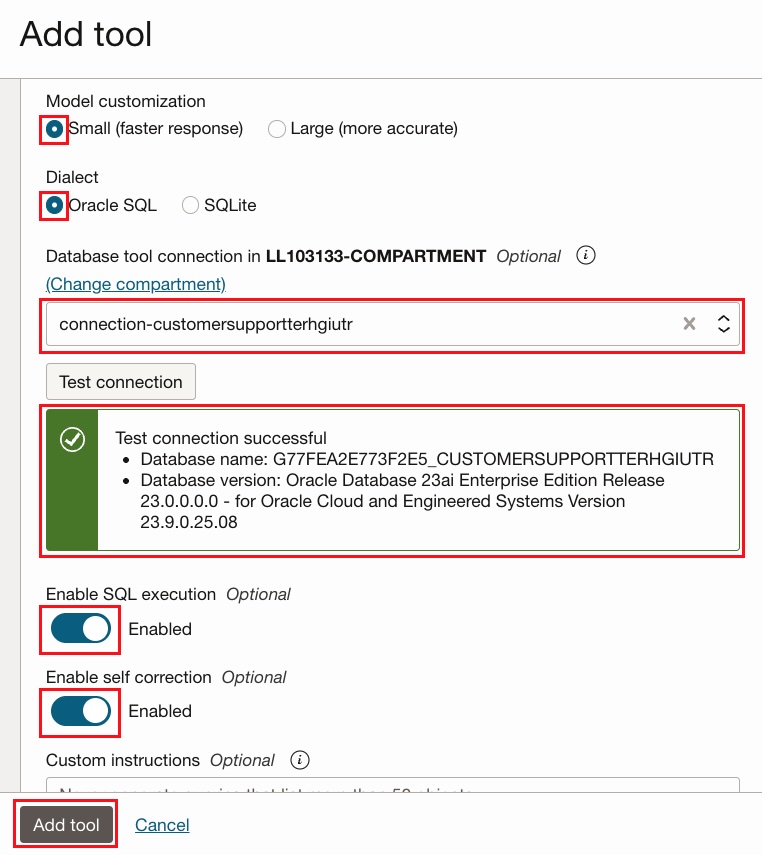 Add tool
Model customization
Small (faster response) Large (more accurate)
Dialect
Oracle SQL SQLite
Database tool connection in LL103133-COMPARTMENT Optional i
(Change compartment)
connection-customersupportterhgiutr
Test connection
Test connection successful
• Database name: G77FEA2E773F2E5_CUSTOMERSUPPORTTERHGIUTR
• Database version: Oracle Database 23ai Enterprise Edition Release
23.0.0.0.0 - for Oracle Cloud and Engineered Systems Version
23.9.0.25.08
Enable SQL execution Optional
Enabled
Enable self correction Optional
Enabled
Custom instructions Optional i
Add tool Cancel